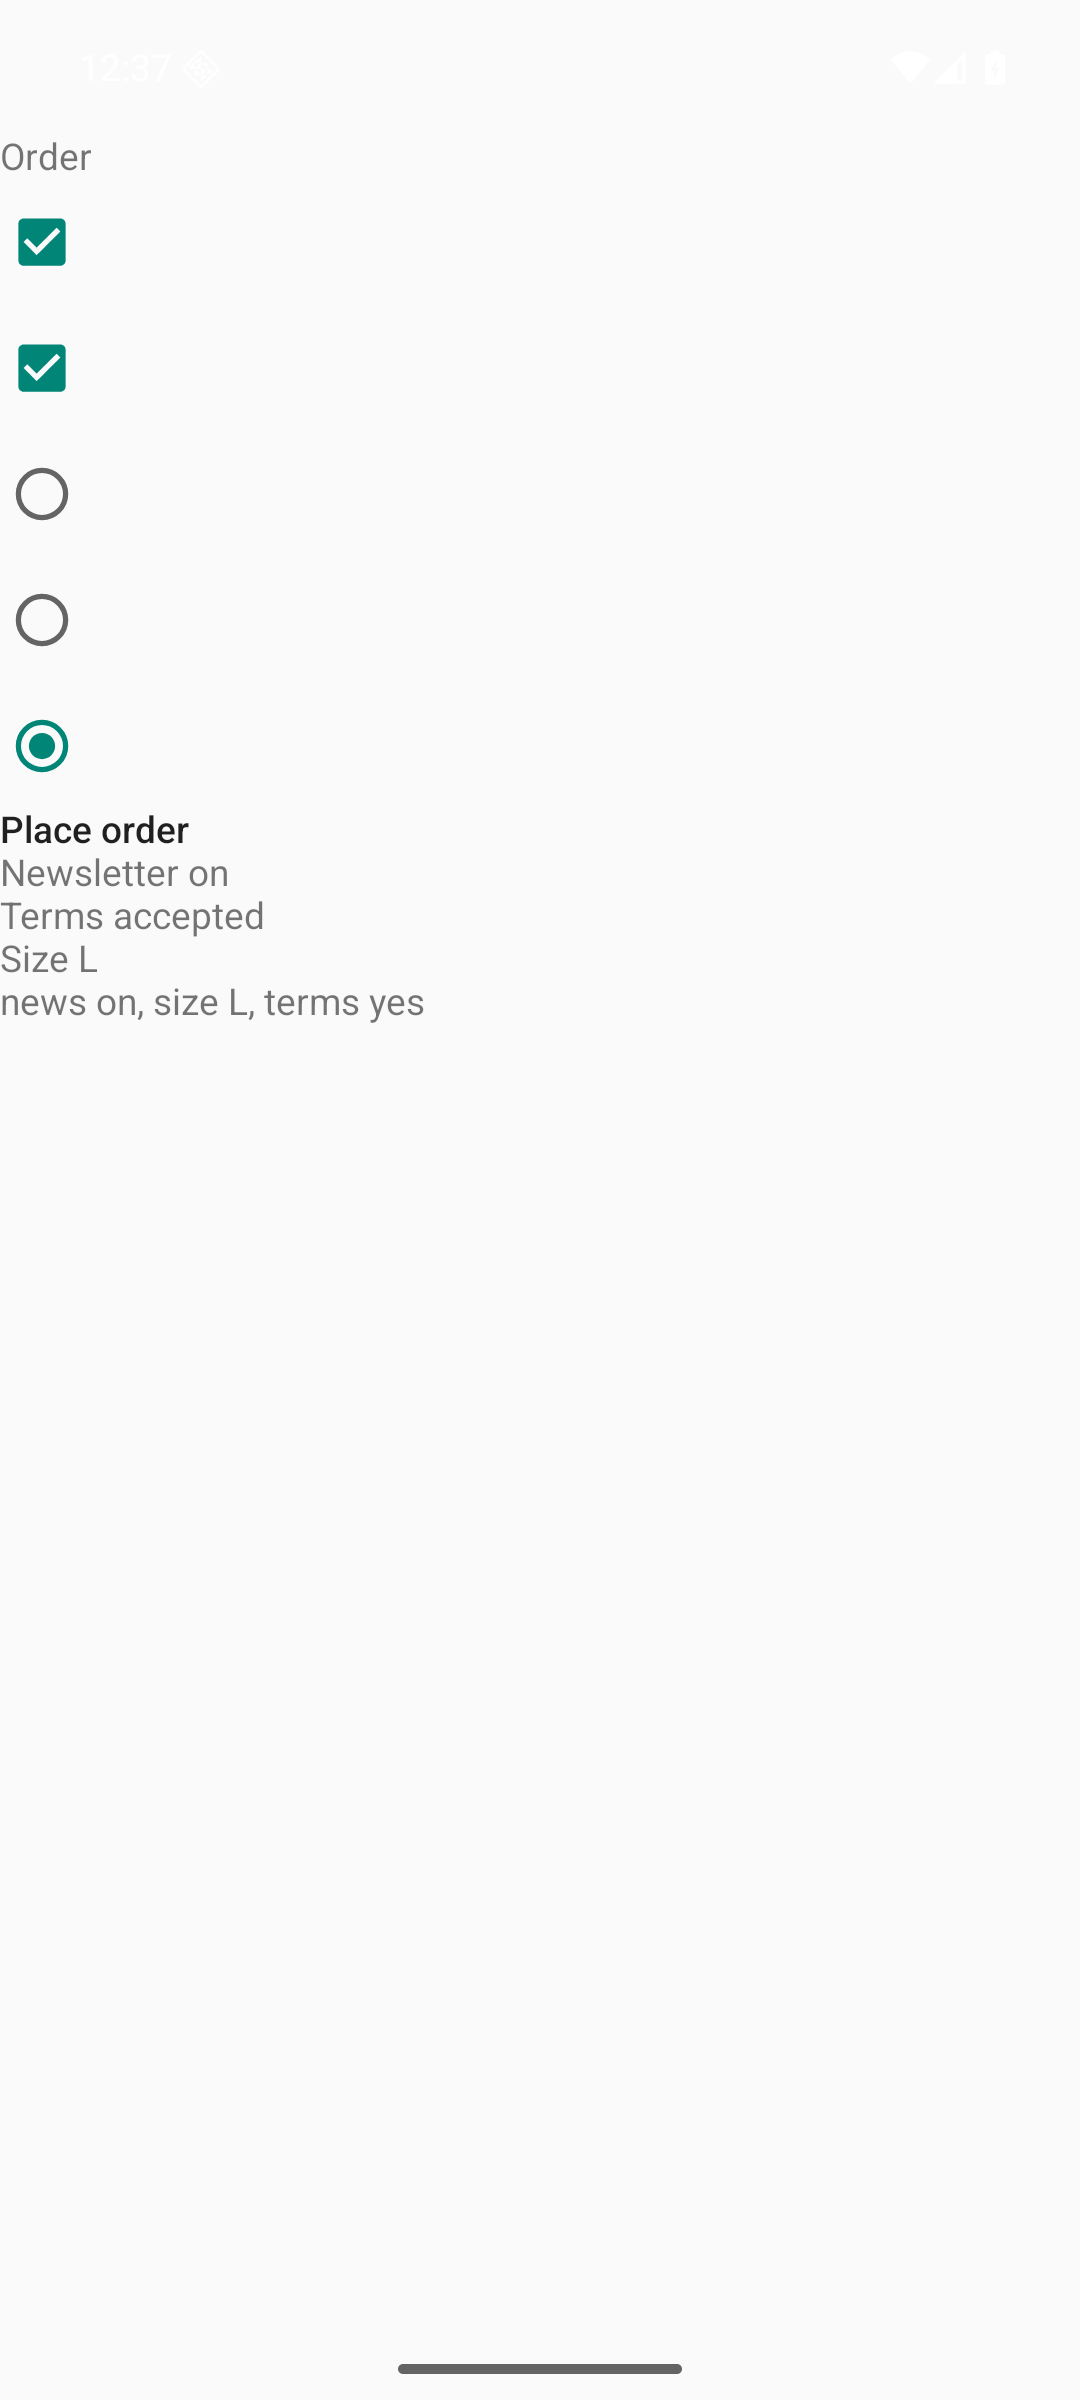 12:37
Order
Place order
Newsletter on
Terms accepted
Size L
news on, size L, terms yes